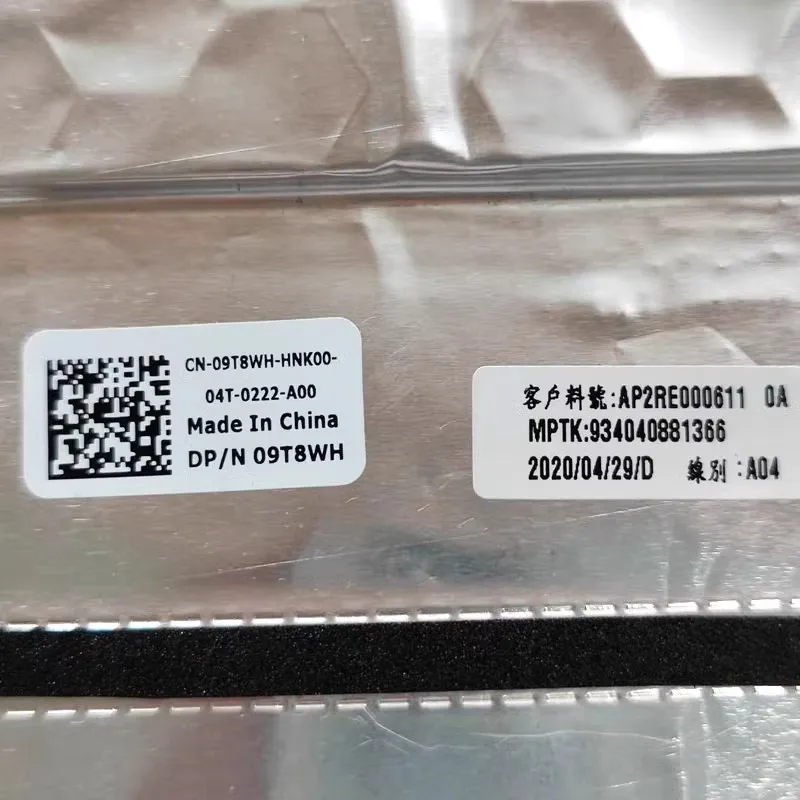 CN-09T8WH-HNK00-
04T-0222-A00
Made In China
DP/N 09T8WH
客户料號:AP2RE000611 0A
MPTK:934040881366
2020/04/29/D 線别:A04